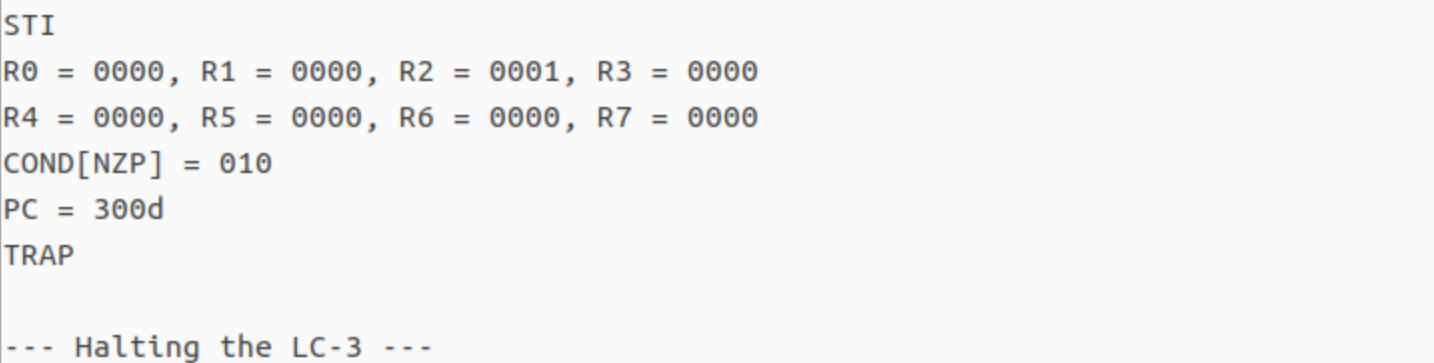 STI
R0 = 0000, R1 = 0000, R2 = 0001, R3 = 0000
R4 = 0000, R5 = 0000, R6 = 0000, R7 = 0000
COND[NZP] = 010
PC = 300d
TRAP
--- Halting the LC-3 ---